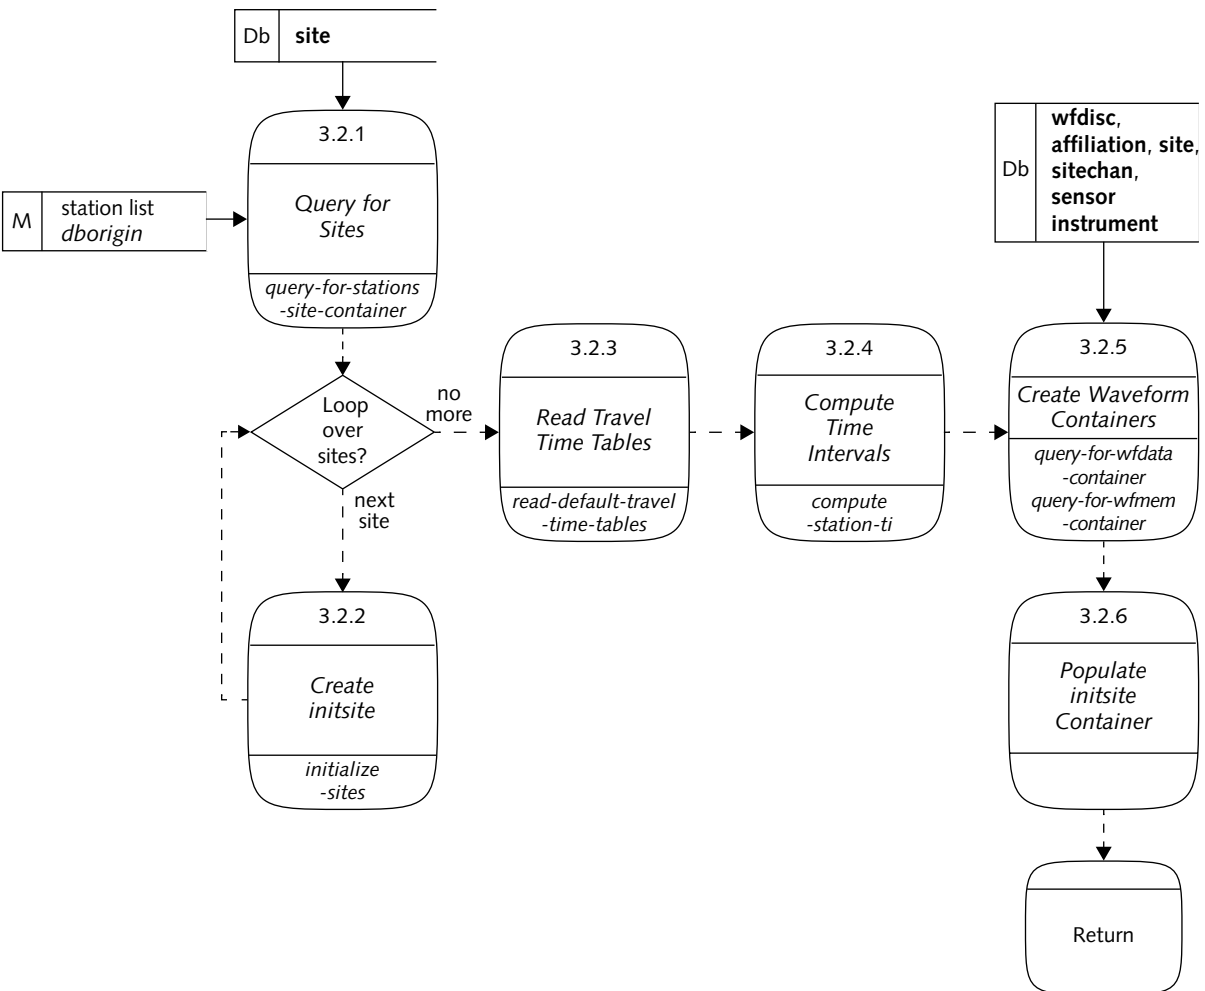 Db site
3.2.1
Query for
Sites
query-for-stations
-site-container
M station list
dborigin
Loop
over
sites?
no
more
next
site
3.2.2
Create
initsite
initialize
-sites
3.2.3
Read Travel
Time Tables
read-default-travel
-time-tables
3.2.4
Compute
Time
Intervals
compute
-station-ti
Db
wfdisc,
affiliation, site,
sitechan,
sensor
instrument
3.2.5
Create Waveform
Containers
query-for-wfdata
-container
query-for-wfmem
-container
3.2.6
Populate
initsite
Container
Return